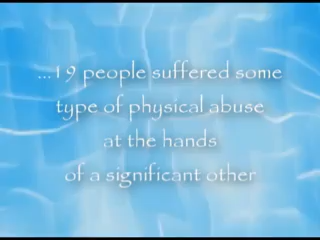 ...19 people suffered some
type of physical abuse
at the hands
of a significant other